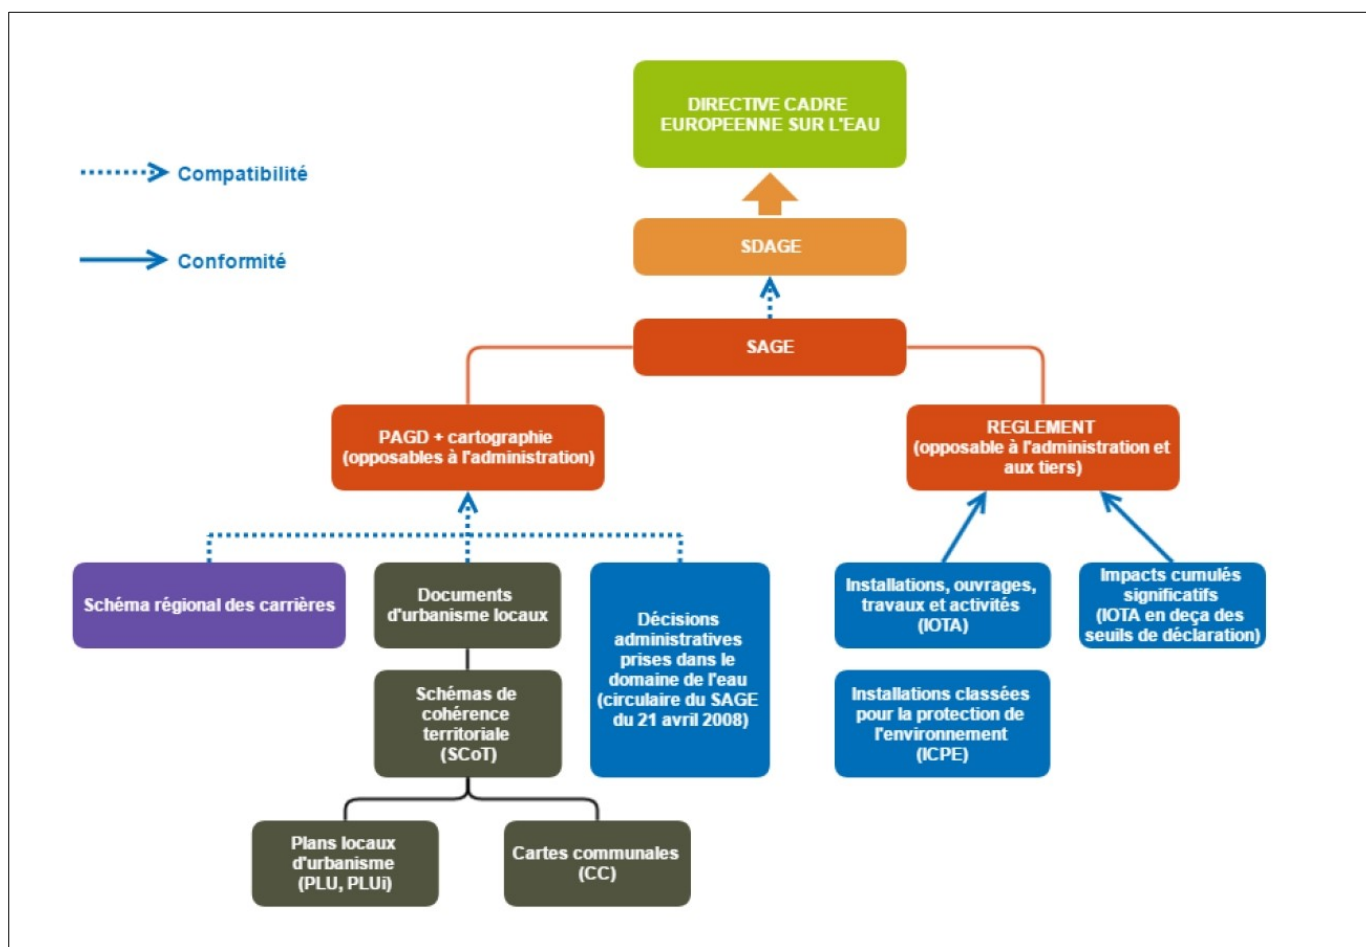 DIRECTIVE CADRE
EUROPEENNE SUR L'EAU
Compatibilité
Conformité
SDAGE
SAGE
PAGD + cartographie
(opposables à l'administration)
REGLEMENT
(opposable à l'administration et
aux tiers)
Schéma régional des carrières
Documents
d'urbanisme locaux
Décisions
administratives
prises dans le
domaine de l'eau
(circulaire du SAGE
du 21 avril 2008)
Installations, ouvrages,
travaux et activités
(IOTA)
Impacts cumulés
significatifs
(IOTA en deça des
seuils de déclaration)
Schémas de
cohérence
territoriale
(SCoT)
Installations classées
pour la protection de
l'environnement
(ICPE)
Plans locaux
d'urbanisme
(PLU, PLUi)
Cartes communales
(CC)